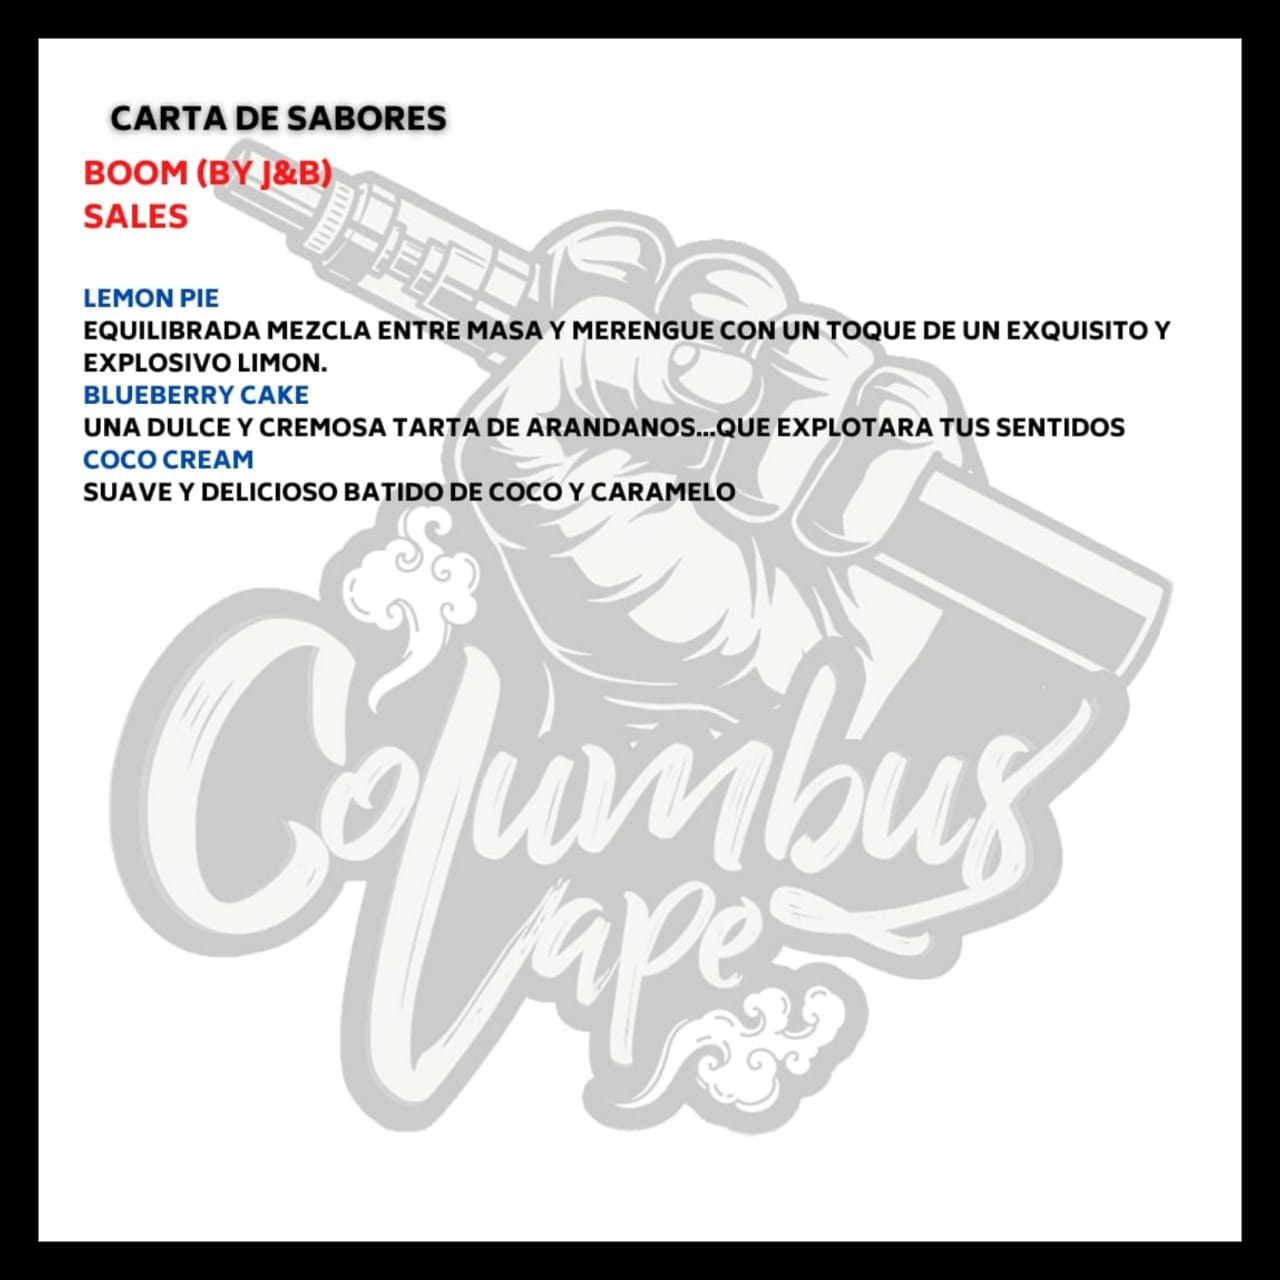 CARTA DE SABORES
BOOM (BY J&B)
SALES
LEMON PIE
EQUILIBRADA MEZCLA ENTRE MASA Y MERENGUE CON UN TOQUE DE UN EXQUISITO Y
EXPLOSIVO LIMON.
BLUEBERRY CAKE
UNA DULCE Y CREMOSA TARTA DE ARANDANOS...QUE EXPLOTARA TUS SENTIDOS
COCO CREAM
SUAVE Y DELICIOSO BATIDO DE COCO Y CARAMELO
Columbus
Vape